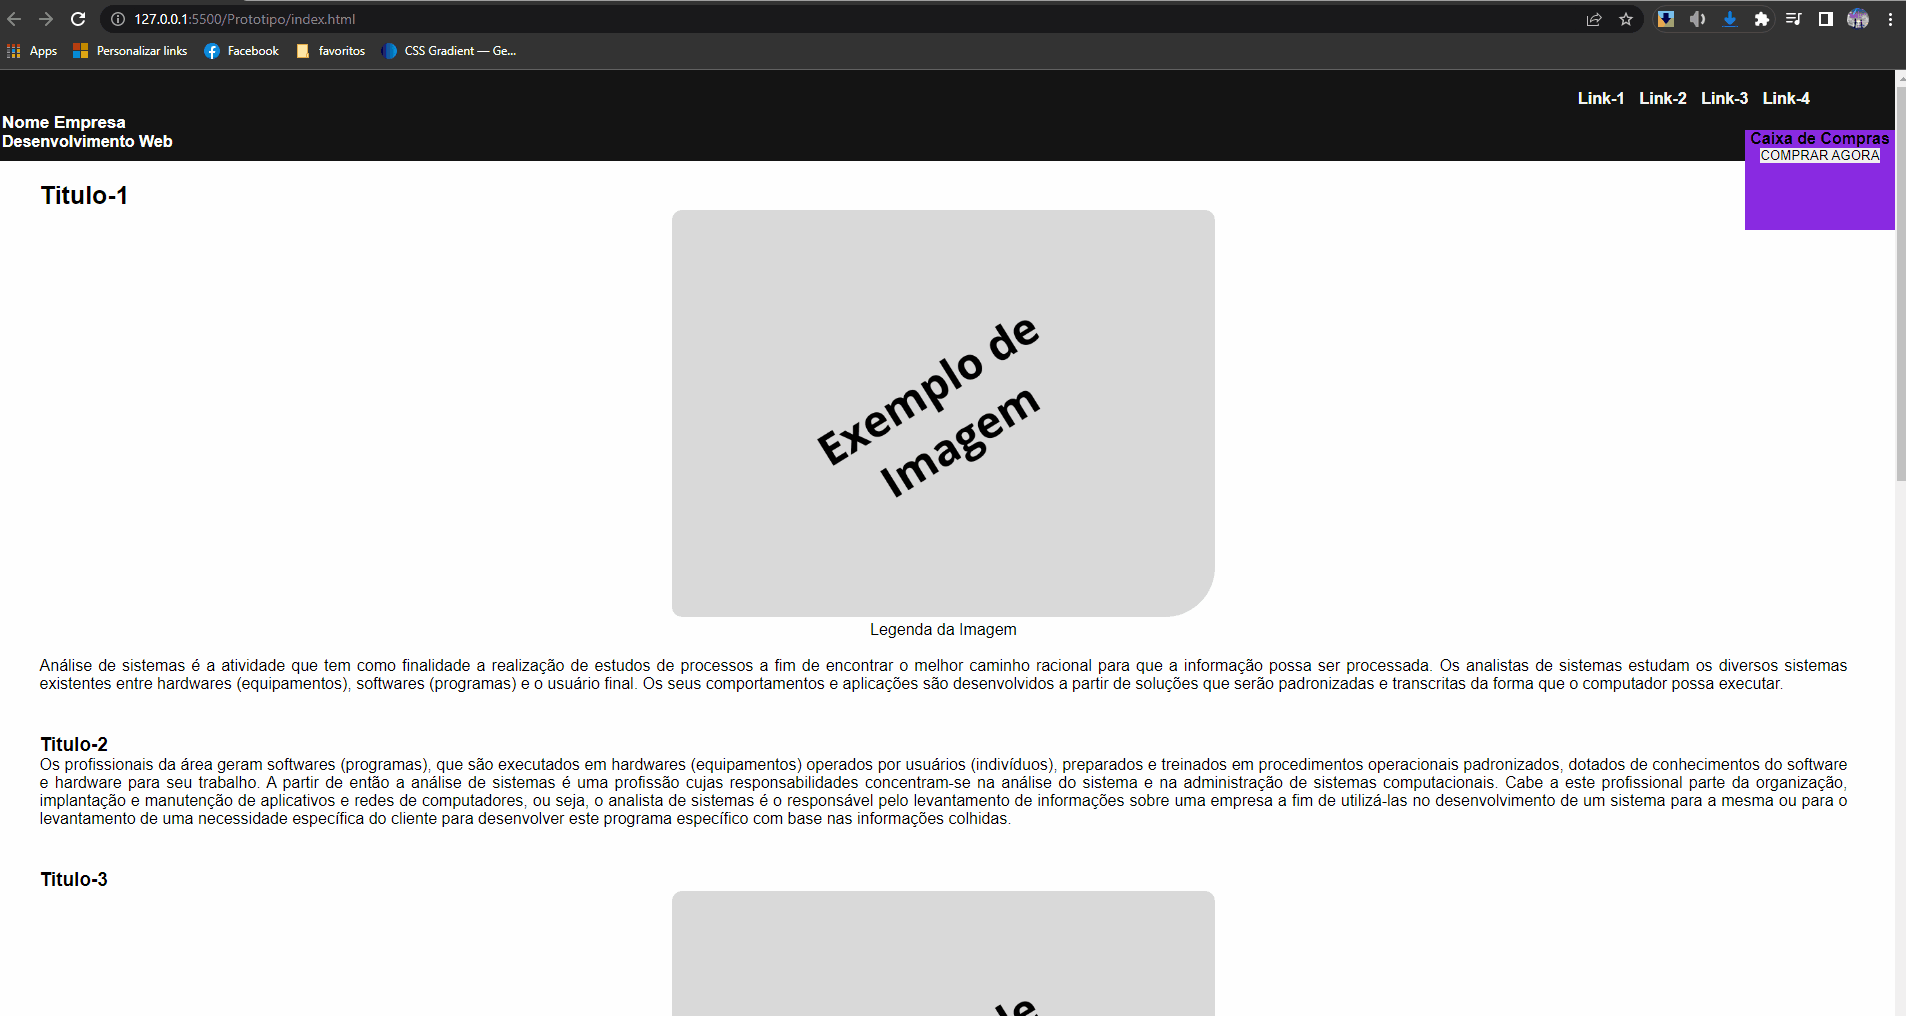 127.0.0.1:5500/Prototipo/index.html
Apps Personalizar links Facebook favoritos CSS Gradient — Ge...
Link-1 Link-2 Link-3 Link-4
Nome Empresa
Desenvolvimento Web
Caixa de Compras
COMPRAR AGORA
Titulo-1
Exemplo de
Imagem
Legenda da Imagem
Análise de sistemas é a atividade que tem como finalidade a realização de estudos de processos a fim de encontrar o melhor caminho racional para que a informação possa ser processada. Os analistas de sistemas estudam os diversos sistemas
existentes entre hardwares (equipamentos), softwares (programas) e o usuário final. Os seus comportamentos e aplicações são desenvolvidos a partir de soluções que serão padronizadas e transcritas da forma que o computador possa executar.
Titulo-2
Os profissionais da área geram softwares (programas), que são executados em hardwares (equipamentos) operados por usuários (indivíduos), preparados e treinados em procedimentos operacionais padronizados, dotados de conhecimentos do software
e hardware para seu trabalho. A partir de então a análise de sistemas é uma profissão cujas responsabilidades concentram-se na análise do sistema e na administração de sistemas computacionais. Cabe a este profissional parte da organização,
implantação e manutenção de aplicativos e redes de computadores, ou seja, o analista de sistemas é o responsável pelo levantamento de informações sobre uma empresa a fim de utilizá-las no desenvolvimento de um sistema para a mesma ou para o
levantamento de uma necessidade específica do cliente para desenvolver este programa específico com base nas informações colhidas.
Titulo-3
de